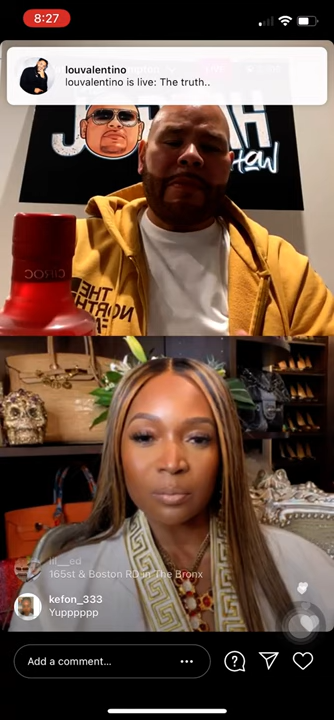 8:27
louvalentino
louvalentino is live: The truth..
CIROC
THE
NORTH
FA
lil__ed
165st & Boston RD in The Bronx
kefon_333
Yupppppp
Add a comment...